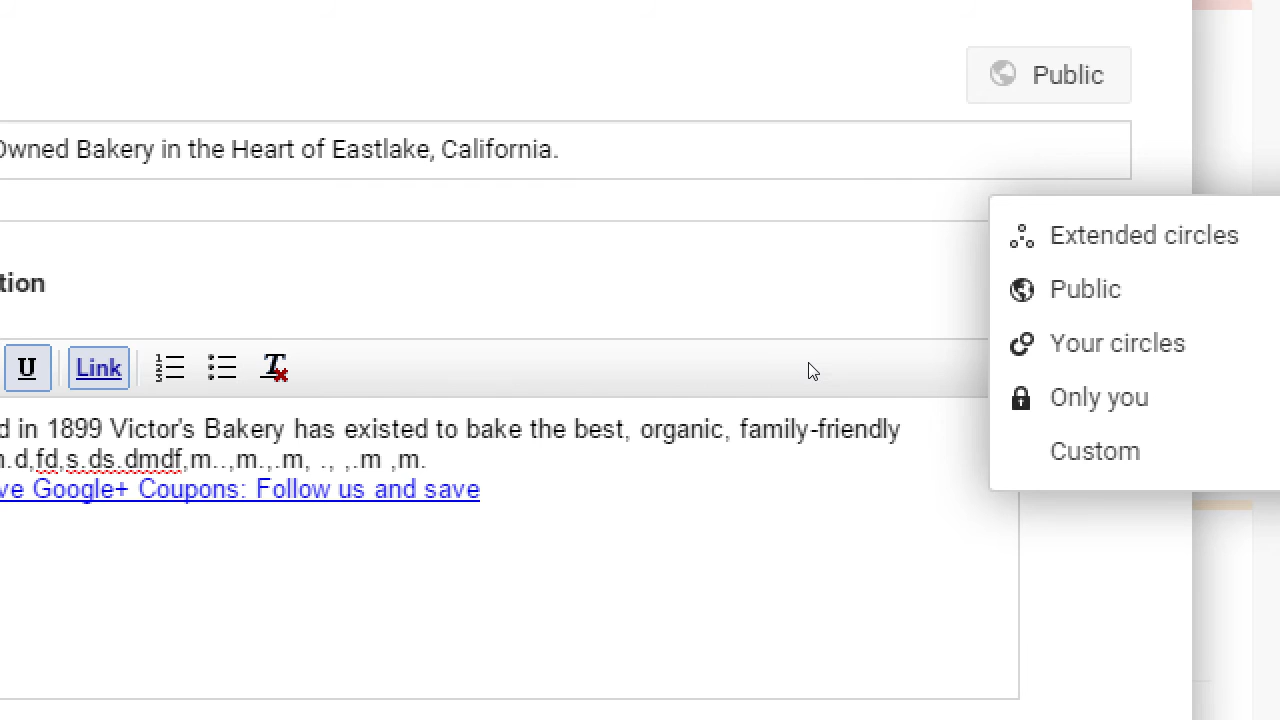 Public
Owned Bakery in the Heart of Eastlake, California.
Extended circles
tion
Public
Your circles
U Link
Only you
d in 1899 Victor's Bakery has existed to bake the best, organic, family-friendly
Custom
n.d,fd,s.ds.dmdf,m..,m.,.m, ., ,.m ,m.
ve Google+ Coupons: Follow us and save